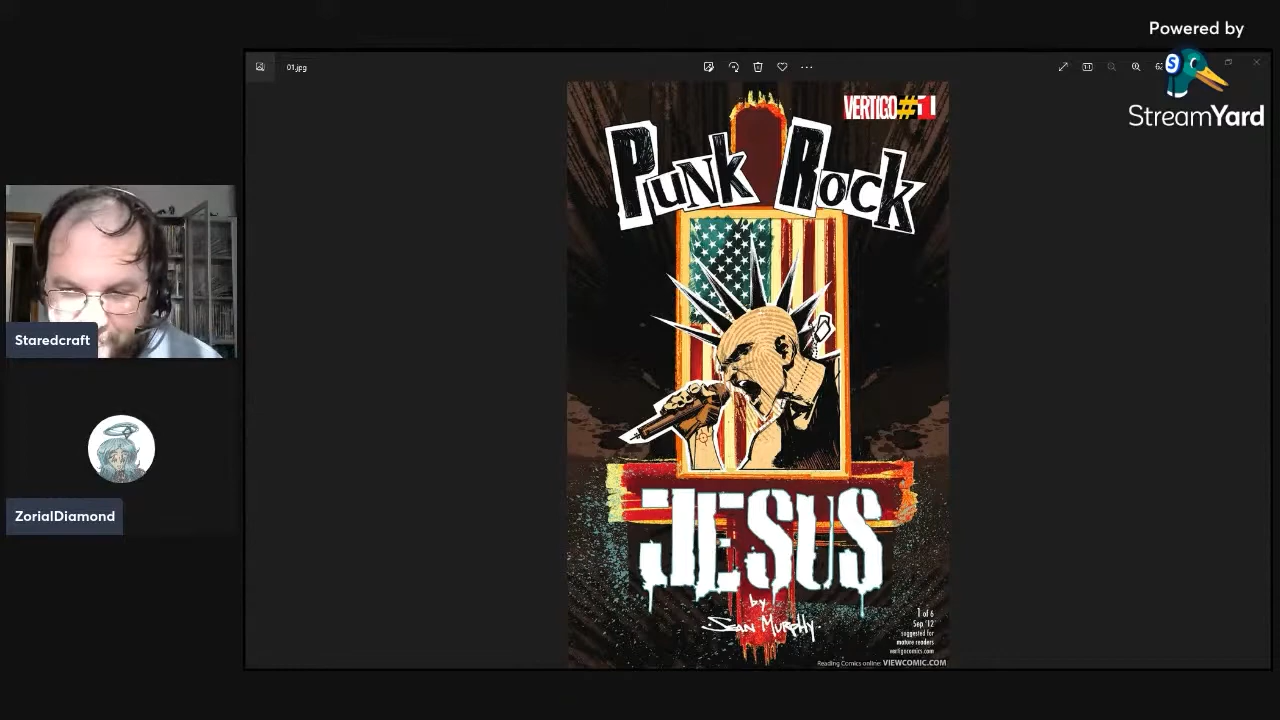 Powered by
StreamYard
01.jpg
VERTIGO #1
PUNK ROCK
JESUS
by
SEAN MURPHY
1 of 6
Sep '12
suggested for
mature readers
vertigocomics.com
Reading Comics online: VIEWCOMIC.COM
Staredcraft
ZorialDiamond